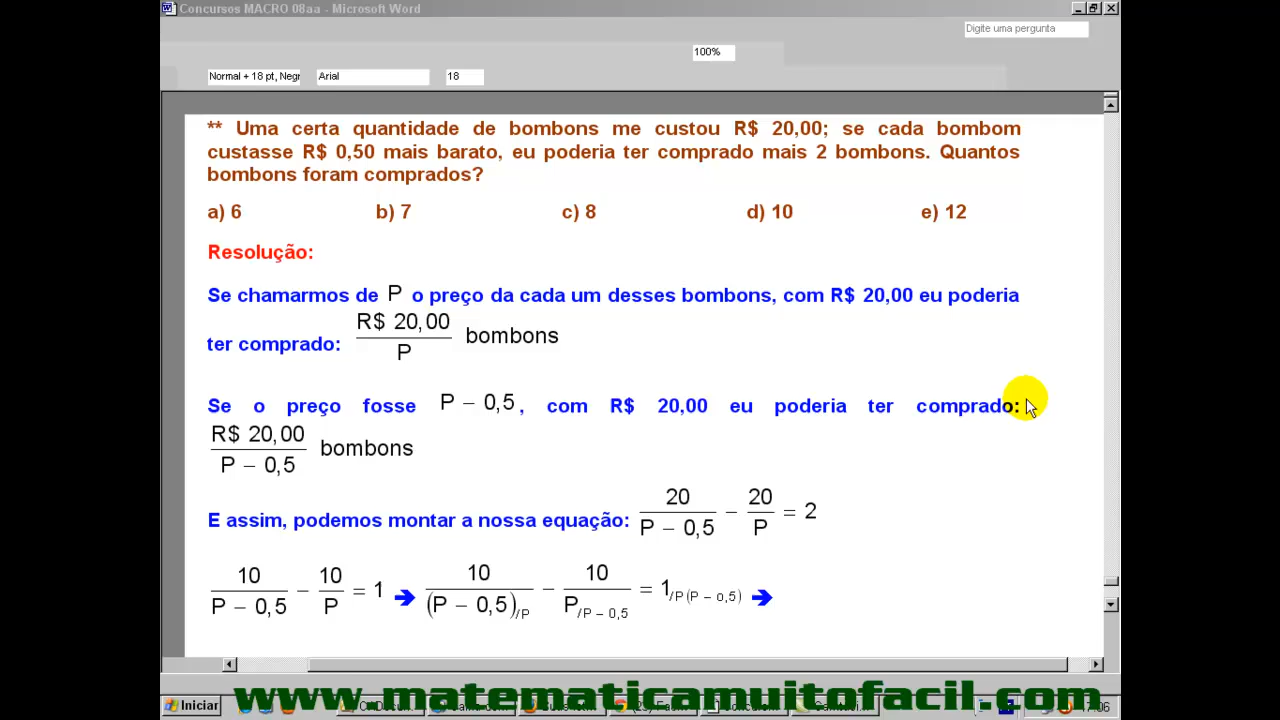 Concursos MACRO 08aa - Microsoft Word
Digite uma pergunta
100%
Normal + 18 pt, Negr
Arial
18
** Uma certa quantidade de bombons me custou R$ 20,00; se cada bombom
custasse R$ 0,50 mais barato, eu poderia ter comprado mais 2 bombons. Quantos
bombons foram comprados?
a) 6 b) 7 c) 8 d) 10 e) 12
Resolução:
Se chamarmos de P o preço da cada um desses bombons, com R$ 20,00 eu poderia
ter comprado: R$ 20,00 / P bombons
Se o preço fosse P – 0,5, com R$ 20,00 eu poderia ter comprado:
R$ 20,00 / P – 0,5 bombons
E assim, podemos montar a nossa equação: 20 / P – 0,5 – 20 / P = 2
10 / P – 0,5 – 10 / P = 1 ➔ 10 / (P – 0,5)/P – 10 / P/P – 0,5 = 1/P(P – 0,5) ➔
www.matematicamuitofacil.com
Iniciar
17:06